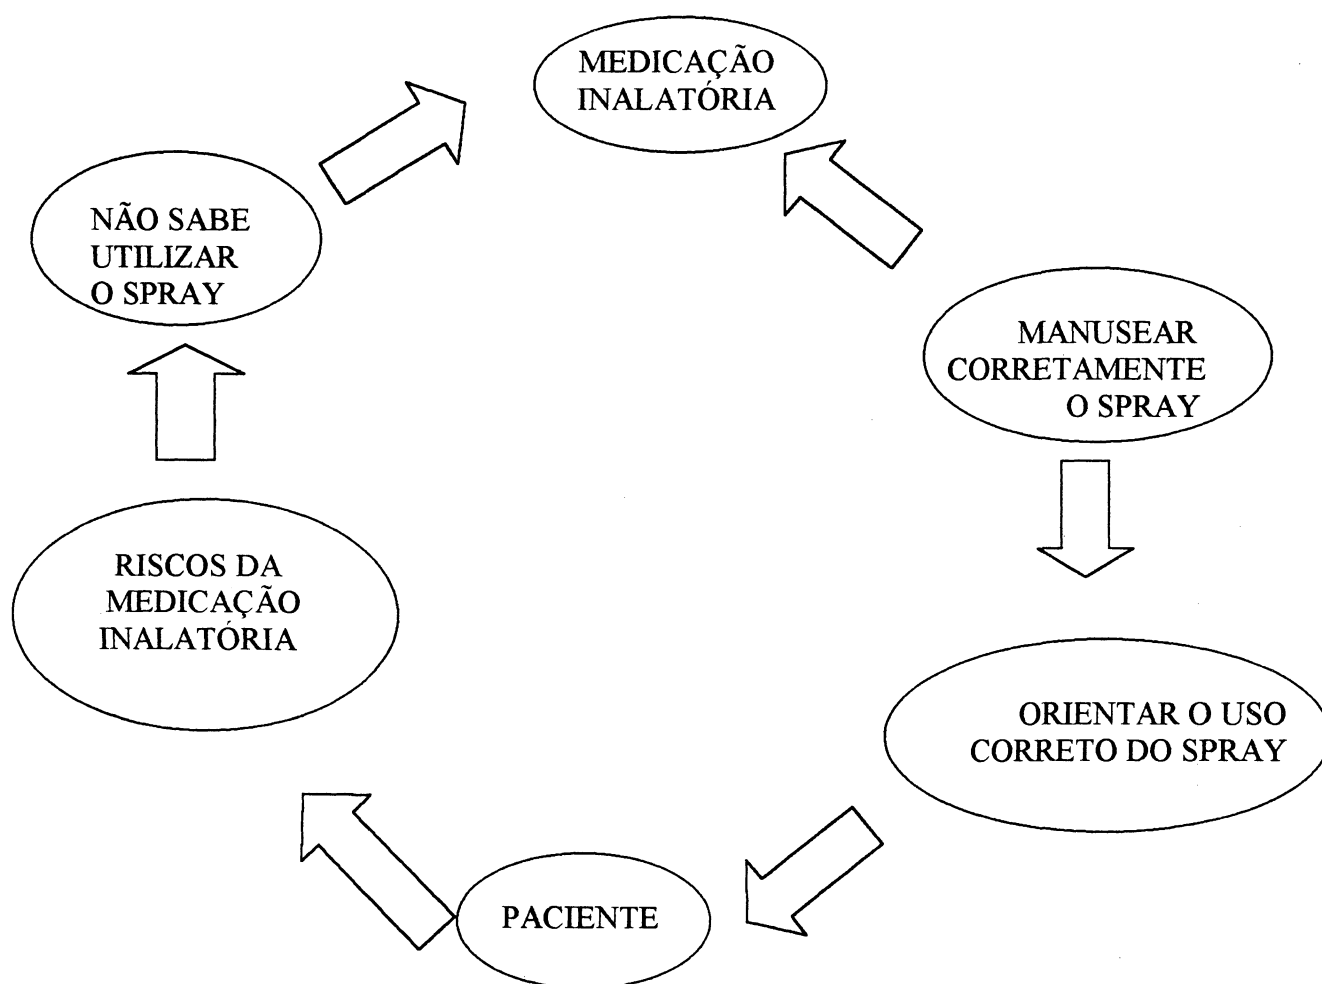 MEDICAÇÃO
INALATÓRIA
NÃO SABE
UTILIZAR
O SPRAY
MANUSEAR
CORRETAMENTE
O SPRAY
RISCOS DA
MEDICAÇÃO
INALATÓRIA
ORIENTAR O USO
CORRETO DO SPRAY
PACIENTE